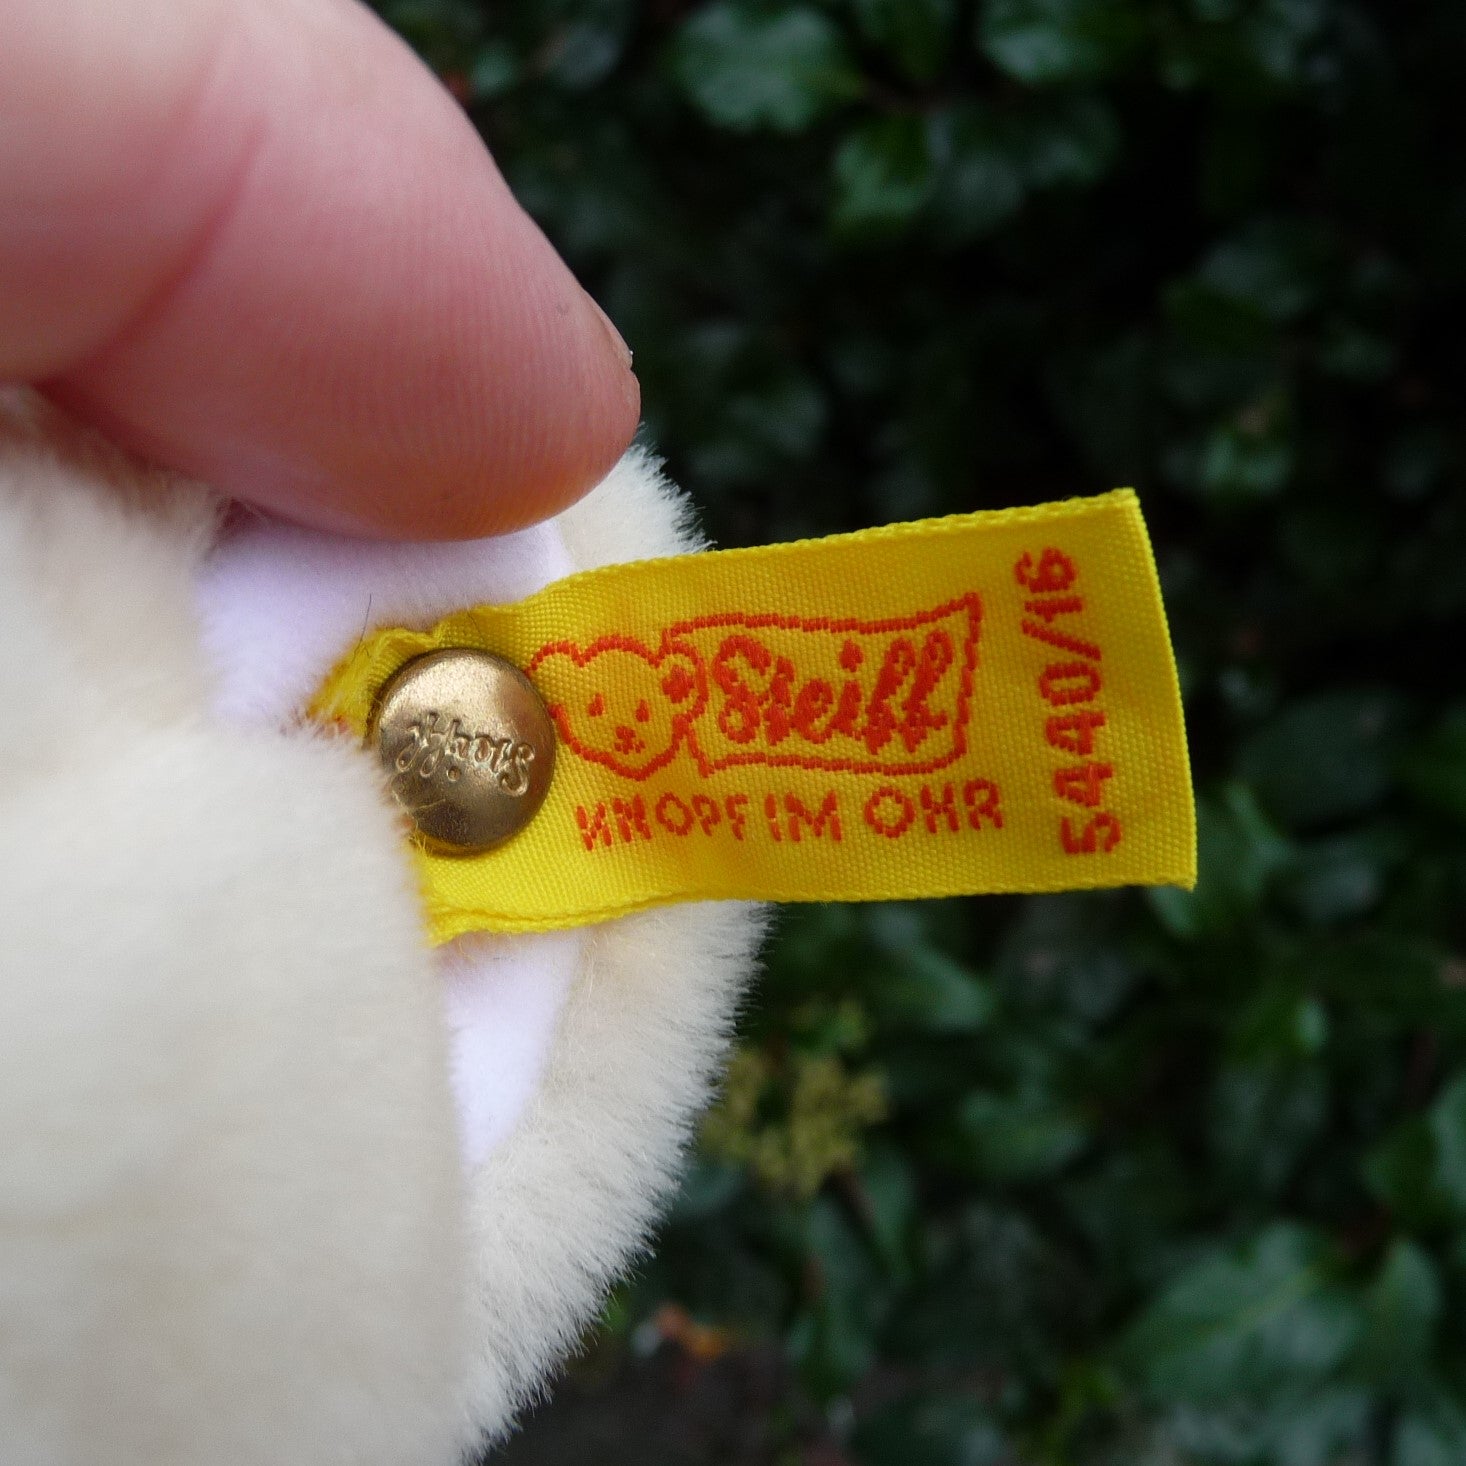 Steiff
Steiff
KNOPF IM OHR
5440/16